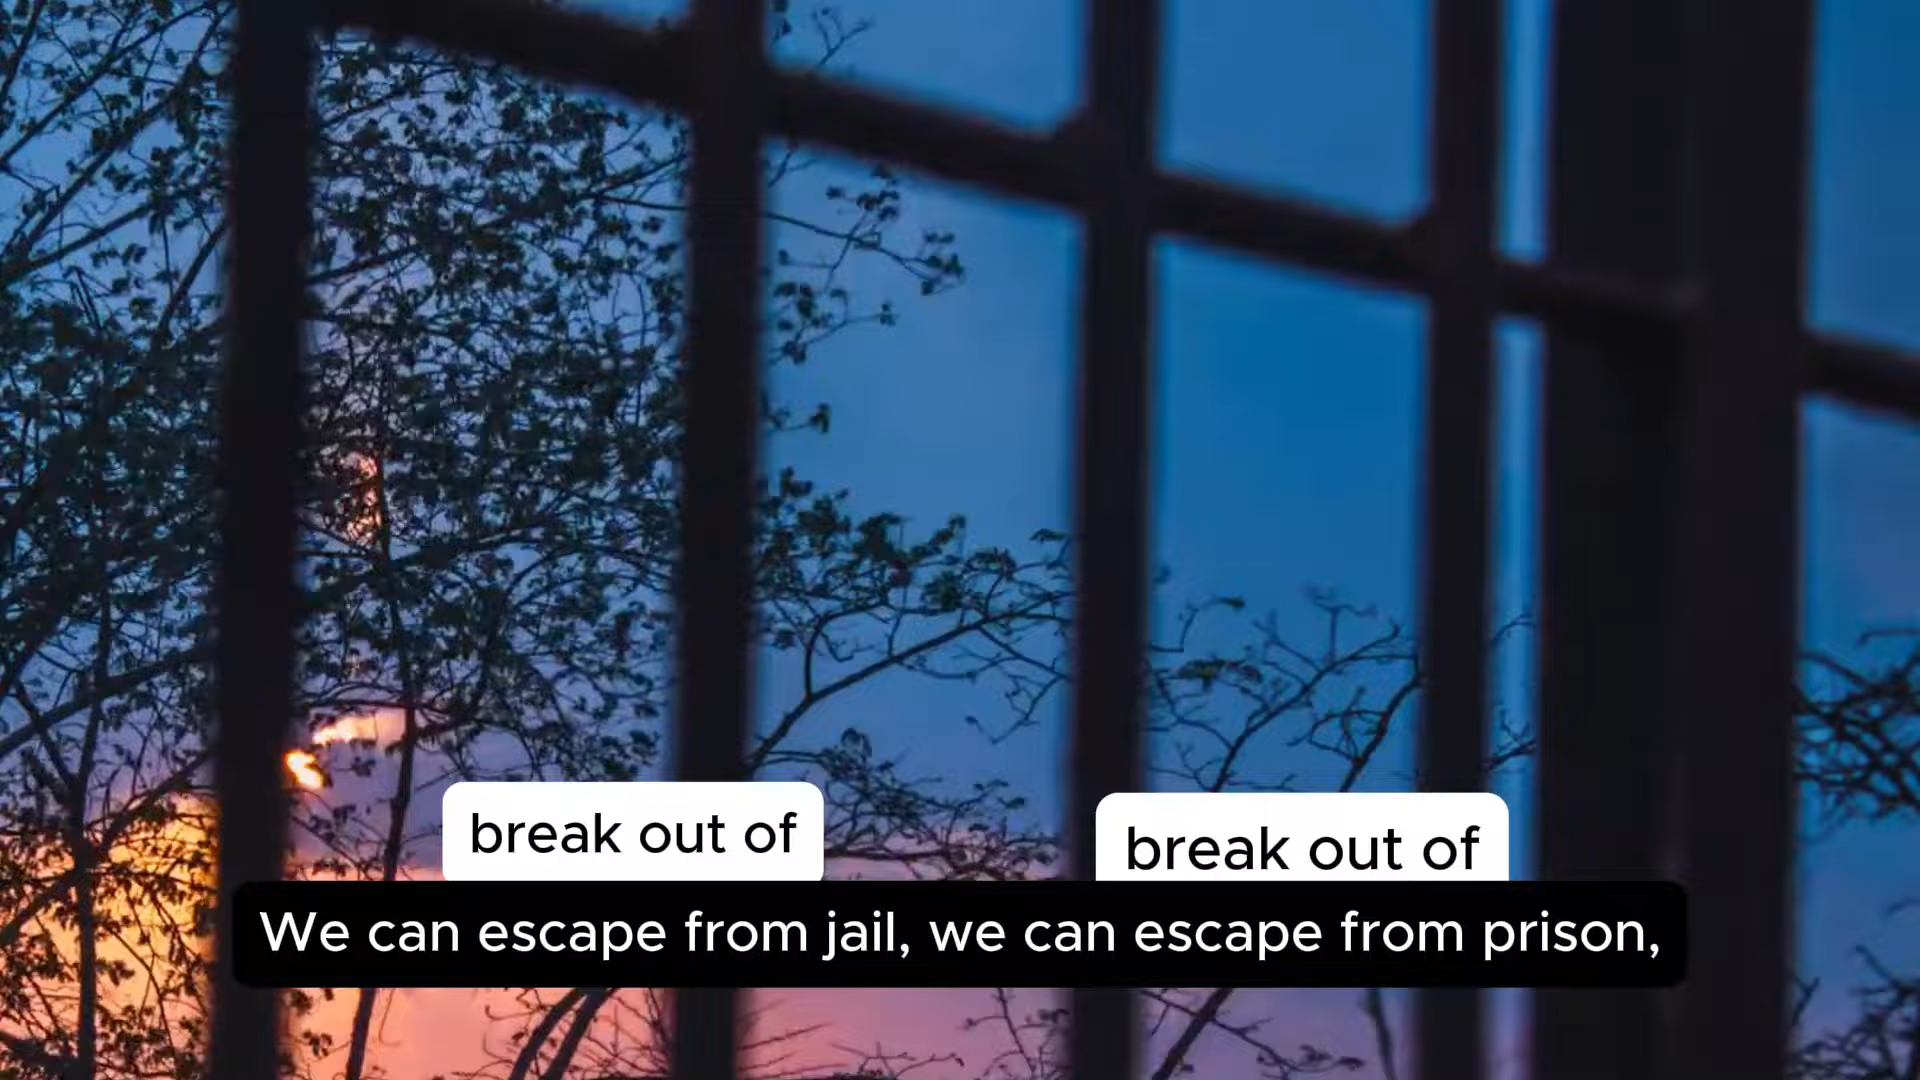 break out of
break out of
We can escape from jail, we can escape from prison,